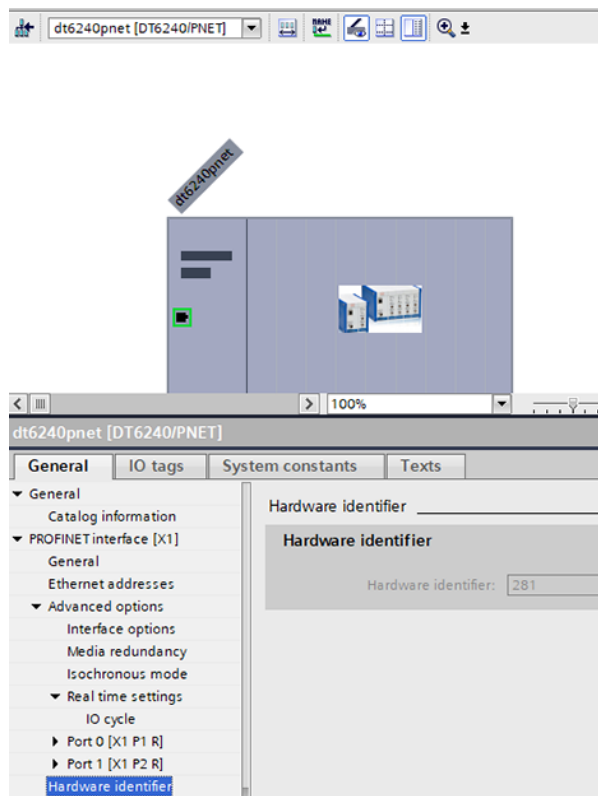 dt6240pnet [DT6240/PNET]
NAME
dt6240pnet
100%
dt6240pnet [DT6240/PNET]
General IO tags System constants Texts
General
Catalog information
PROFINET interface [X1]
General
Ethernet addresses
Advanced options
Interface options
Media redundancy
Isochronous mode
Real time settings
IO cycle
Port 0 [X1 P1 R]
Port 1 [X1 P2 R]
Hardware identifier
Hardware identifier
Hardware identifier
Hardware identifier: 281